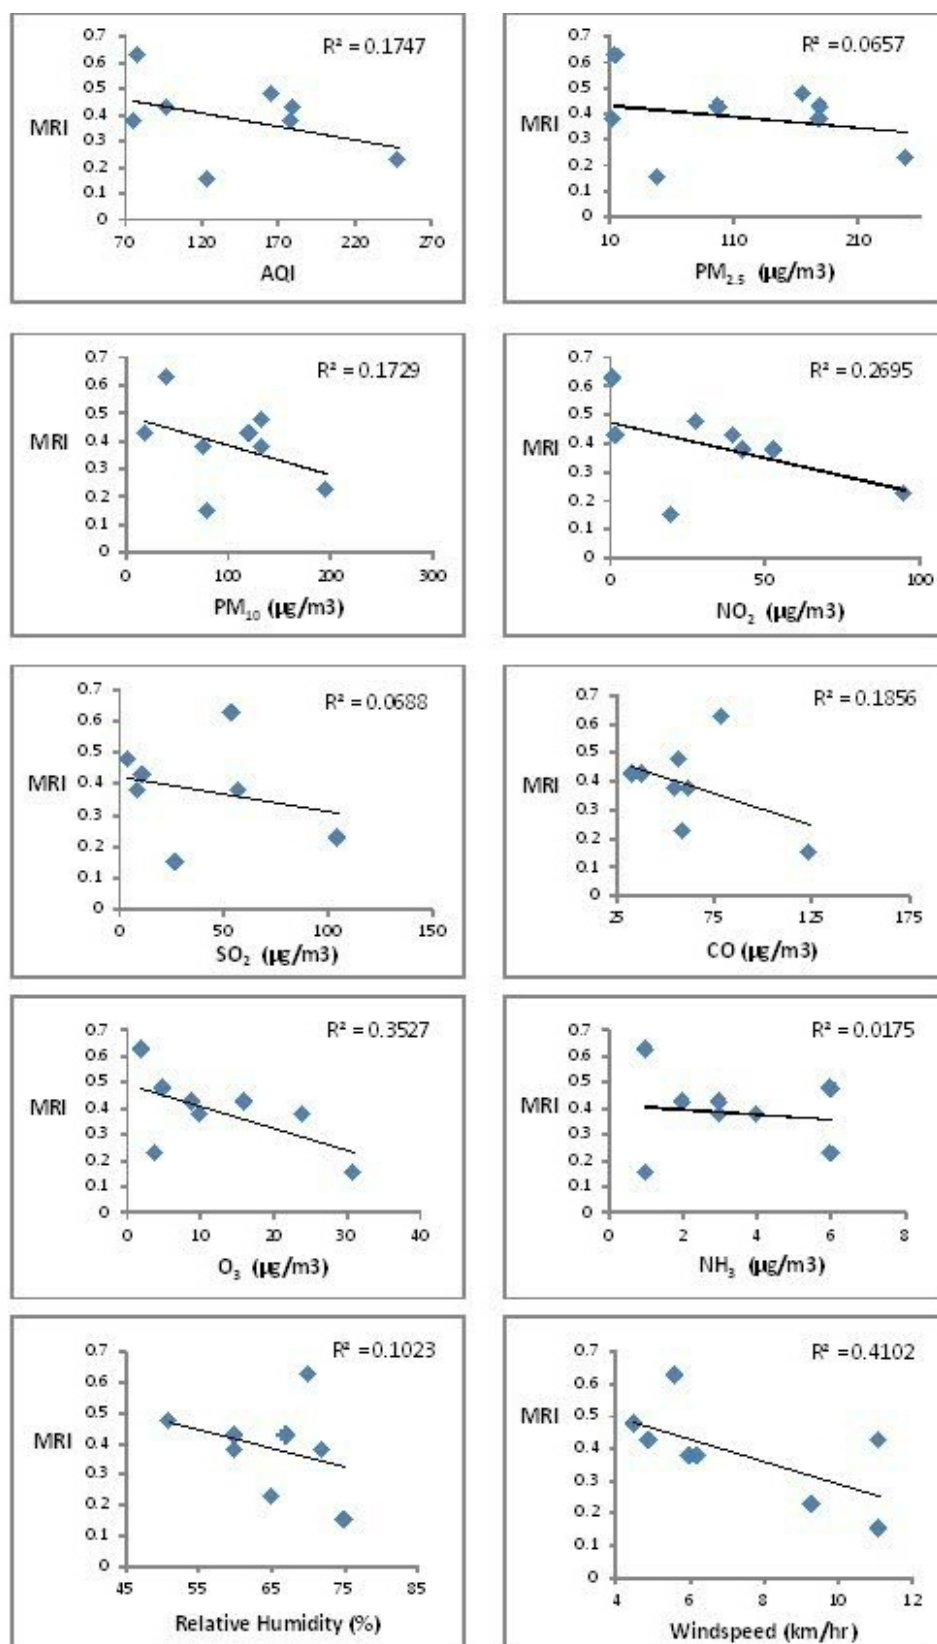 R² = 0.1747
MRI
0.7
0.6
0.5
0.4
0.3
0.2
0.1
0
70 120 170 220 270
AQI
R² = 0.0657
MRI
0.7
0.6
0.5
0.4
0.3
0.2
0.1
0
10 110 210
PM₂.₅ (µg/m3)
R² = 0.1729
MRI
0.7
0.6
0.5
0.4
0.3
0.2
0.1
0
0 100 200 300
PM₁₀ (µg/m3)
R² = 0.2695
MRI
0.7
0.6
0.5
0.4
0.3
0.2
0.1
0
0 50 100
NO₂ (µg/m3)
R² = 0.0688
MRI
0.7
0.6
0.5
0.4
0.3
0.2
0.1
0
0 50 100 150
SO₂ (µg/m3)
R² = 0.1856
MRI
0.7
0.6
0.5
0.4
0.3
0.2
0.1
0
25 75 125 175
CO (µg/m3)
R² = 0.3527
MRI
0.7
0.6
0.5
0.4
0.3
0.2
0.1
0
0 10 20 30 40
O₃ (µg/m3)
R² = 0.0175
MRI
0.7
0.6
0.5
0.4
0.3
0.2
0.1
0
0 2 4 6 8
NH₃ (µg/m3)
R² = 0.1023
MRI
0.7
0.6
0.5
0.4
0.3
0.2
0.1
0
45 55 65 75 85
Relative Humidity (%)
R² = 0.4102
MRI
0.7
0.6
0.5
0.4
0.3
0.2
0.1
0
4 6 8 10 12
Windspeed (km/hr)